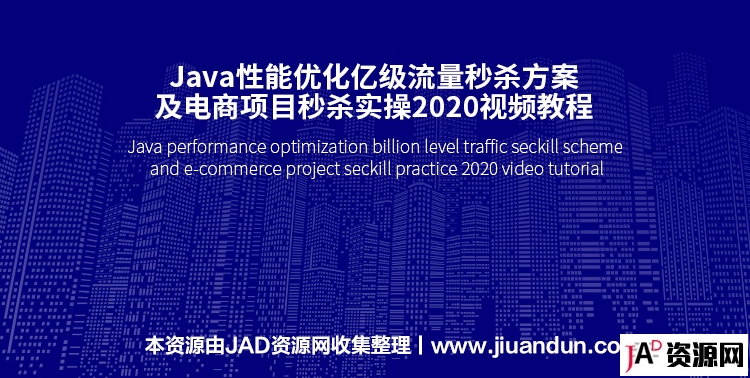 Java性能优化亿级流量秒杀方案
及电商项目秒杀实操2020视频教程
Java performance optimization billion level traffic seckill scheme
and e-commerce project seckill practice 2020 video tutorial
本资源由JAD资源网收集整理丨www.jiuandun.co
JAD资源网